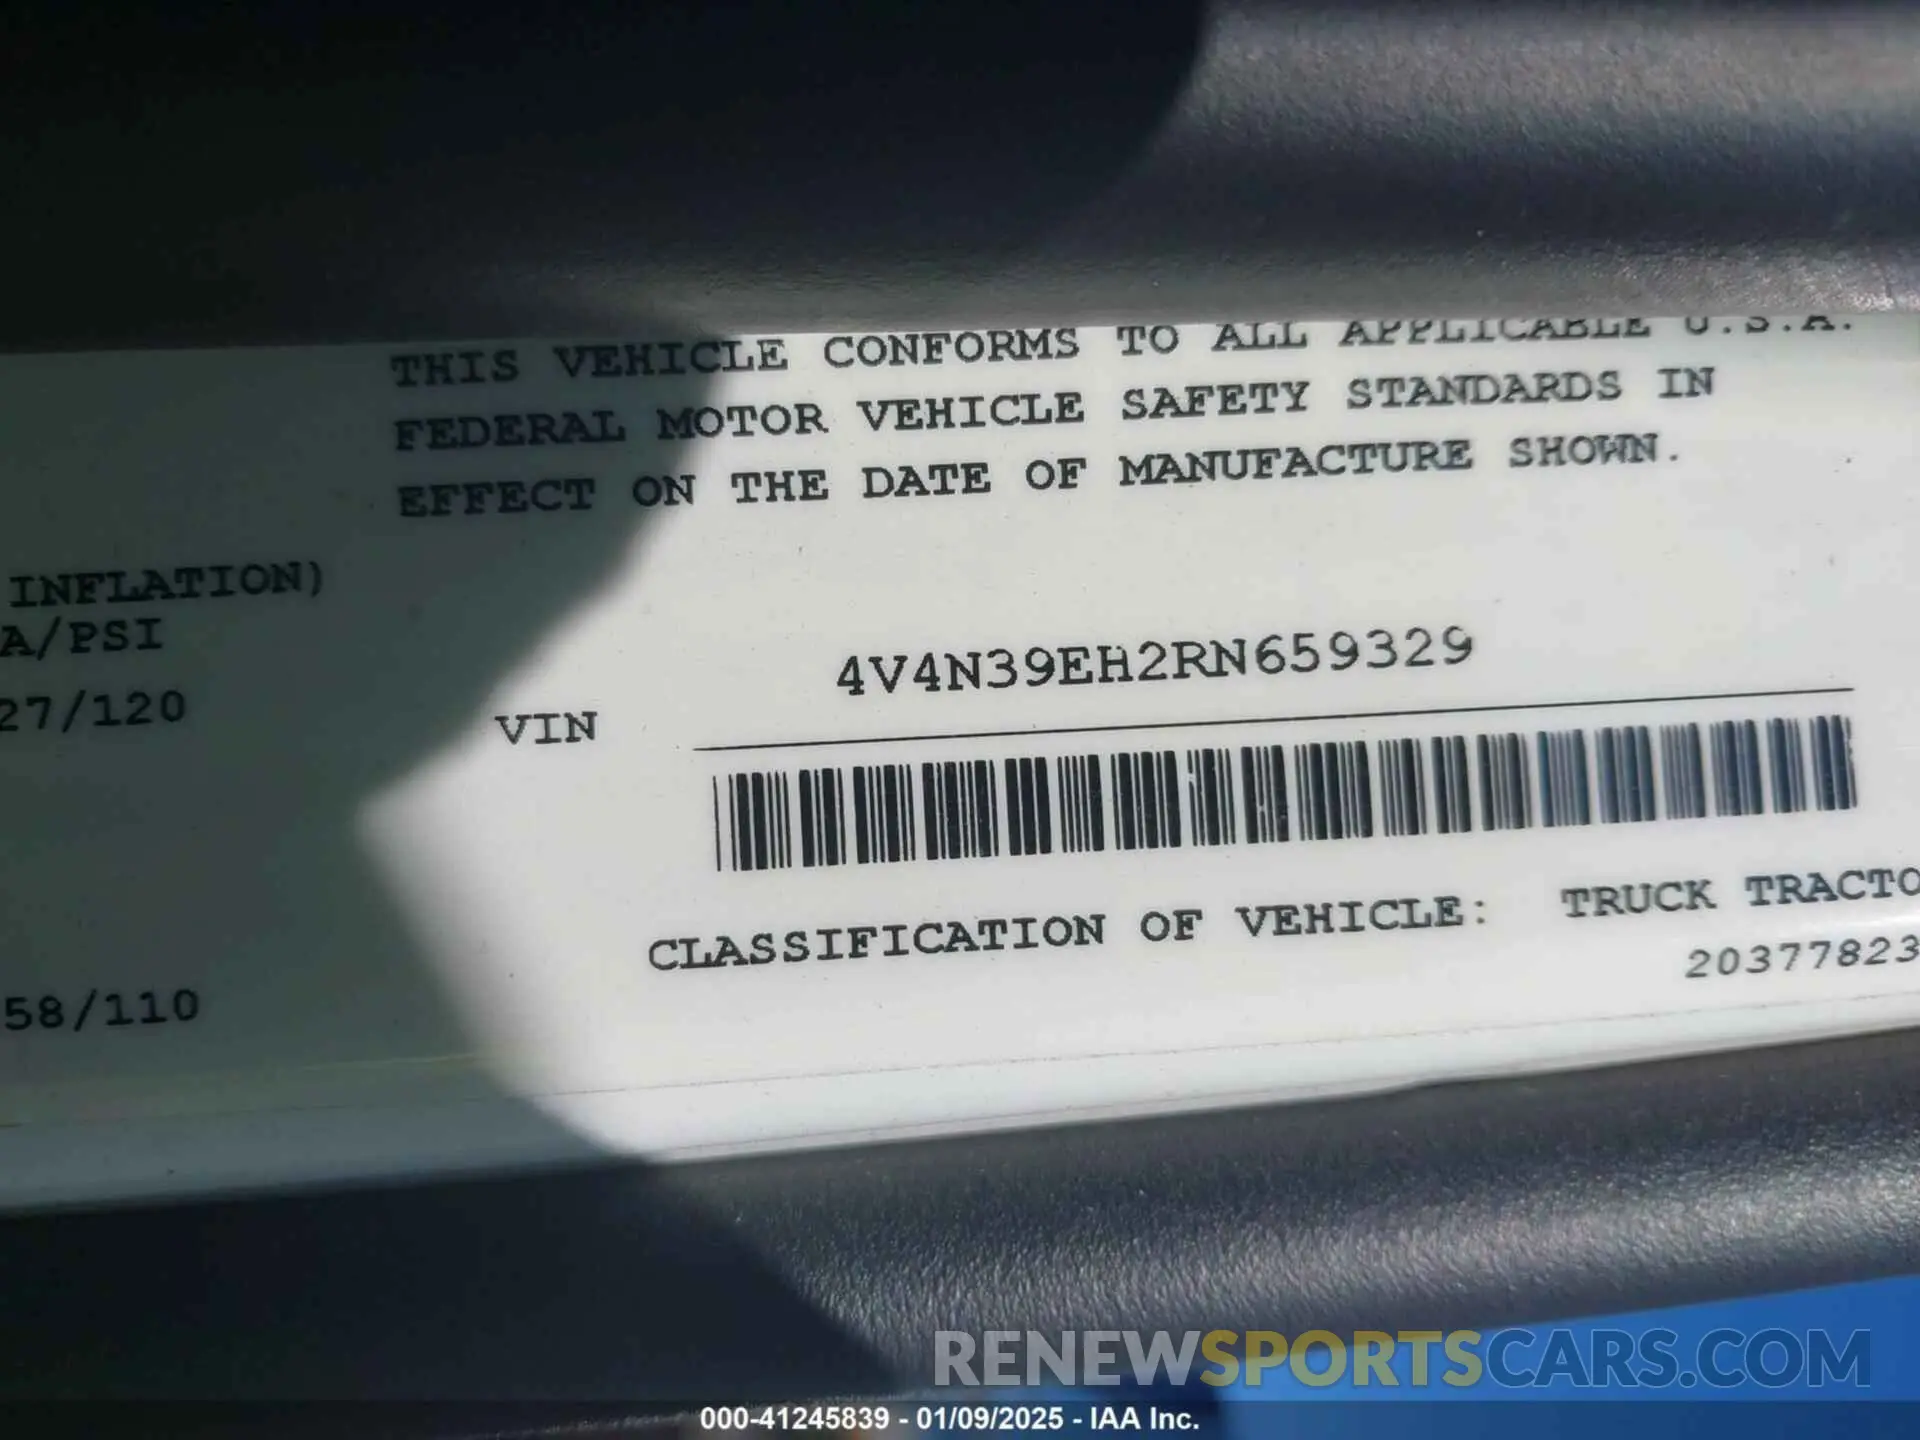 THIS VEHICLE CONFORMS TO ALL APPLICABLE U.S.A.
FEDERAL MOTOR VEHICLE SAFETY STANDARDS IN
EFFECT ON THE DATE OF MANUFACTURE SHOWN.
INFLATION)
A/PSI
27/120
4V4N39EH2RN659329
VIN
58/110
CLASSIFICATION OF VEHICLE: TRUCK TRACTO
20377823
RENEWSPORTSCARS.COM
000-41245839 - 01/09/2025 - IAA Inc.